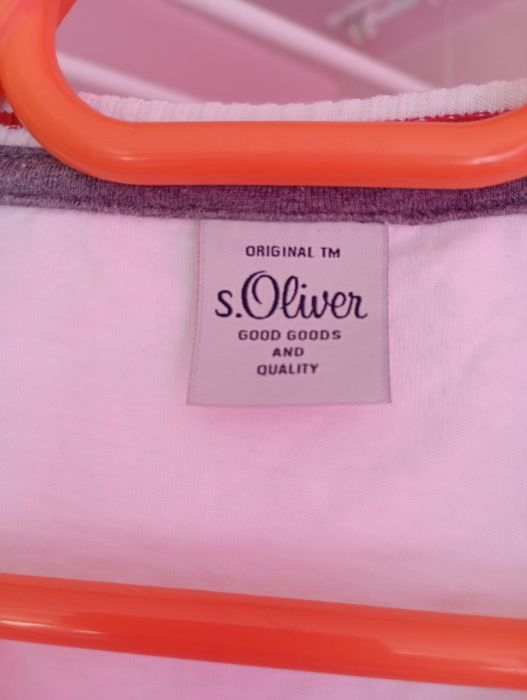 ORIGINAL TM
s.Oliver
GOOD GOODS
AND
QUALITY